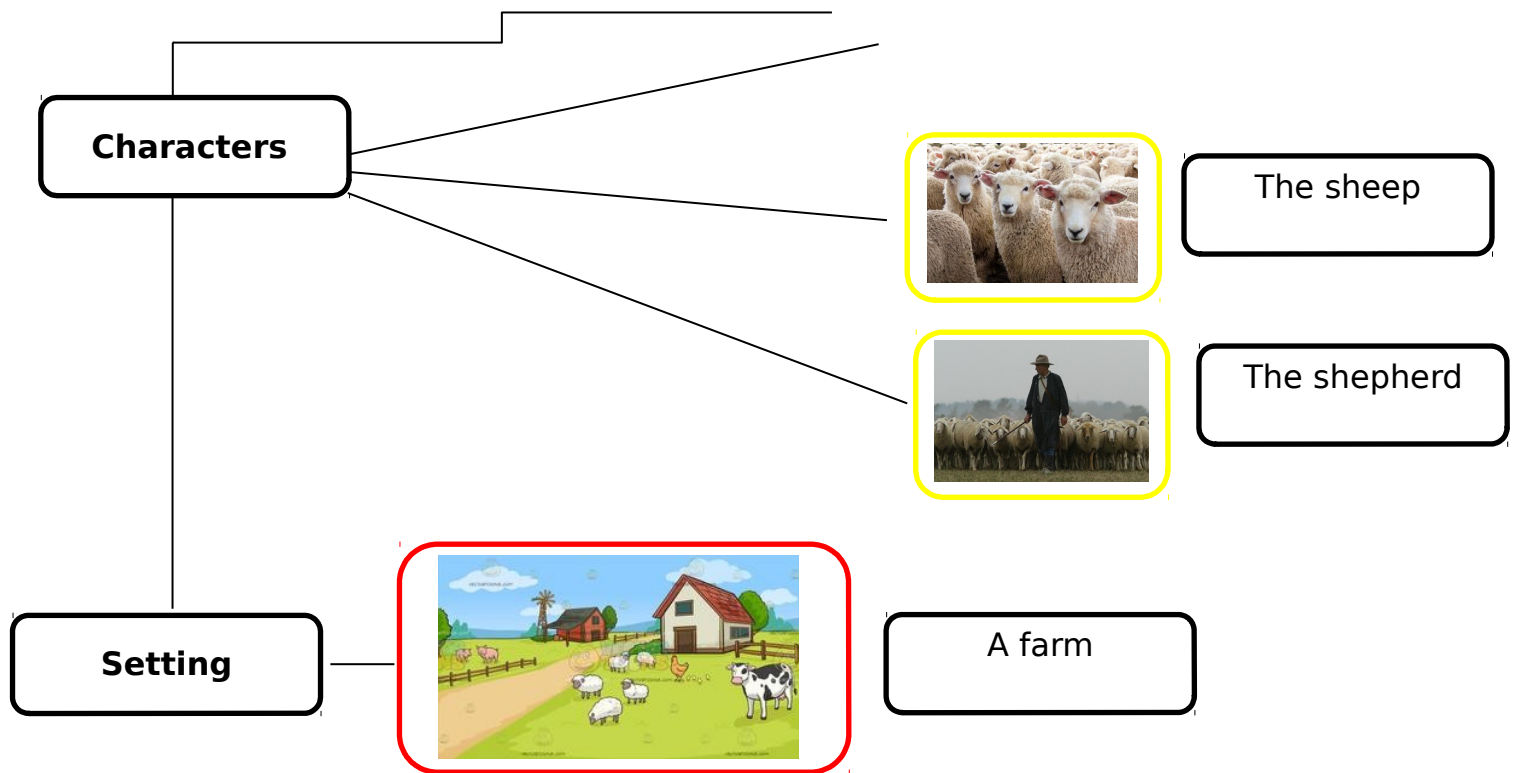 Characters
The sheep
The shepherd
Setting
A farm